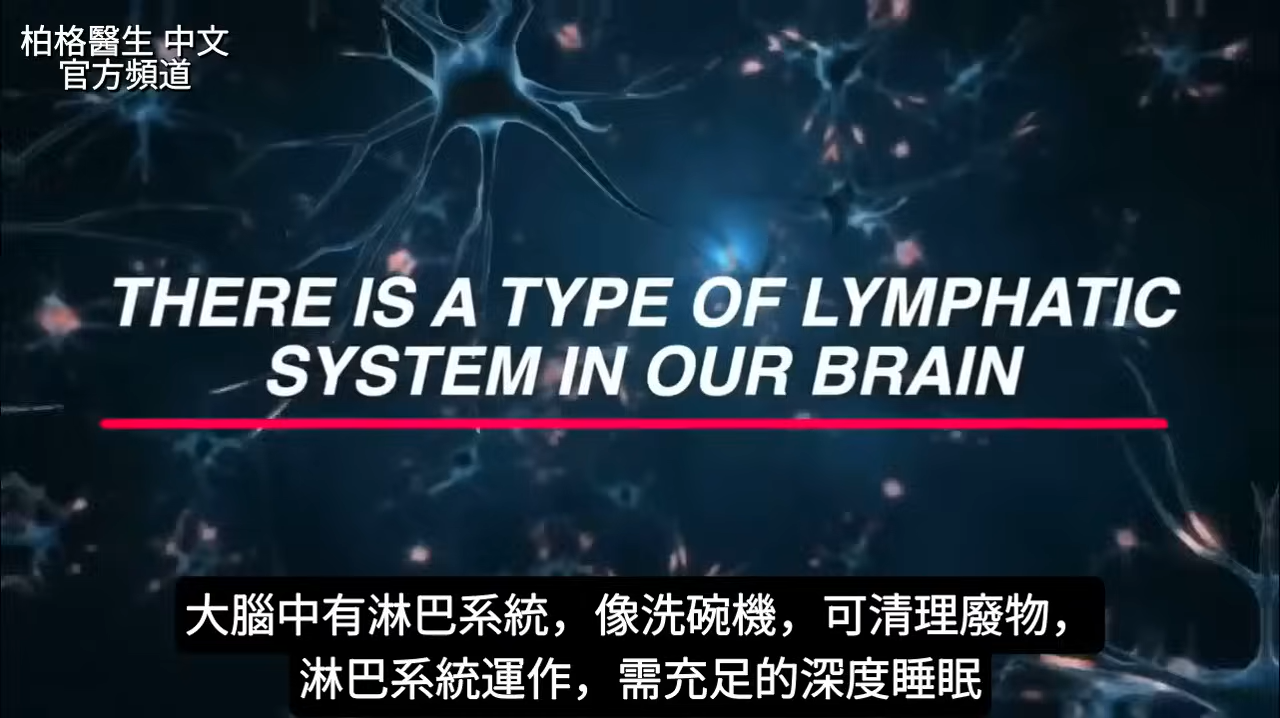 柏格醫生 中文
官方頻道
THERE IS A TYPE OF LYMPHATIC
SYSTEM IN OUR BRAIN
大腦中有淋巴系統，像洗碗機，可清理廢物，
淋巴系統運作，需充足的深度睡眠